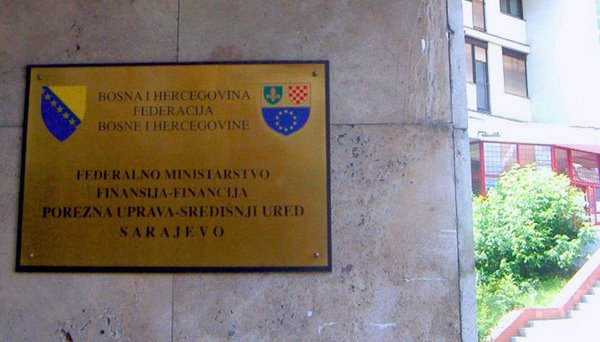 BOSNA I HERCEGOVINA
FEDERACIJA
BOSNE I HERCEGOVINE
FEDERALNO MINISTARSTVO
FINANSIJA-FINANCIJA
POREZNA UPRAVA-SREDIŠNJI URED
SARAJEVO